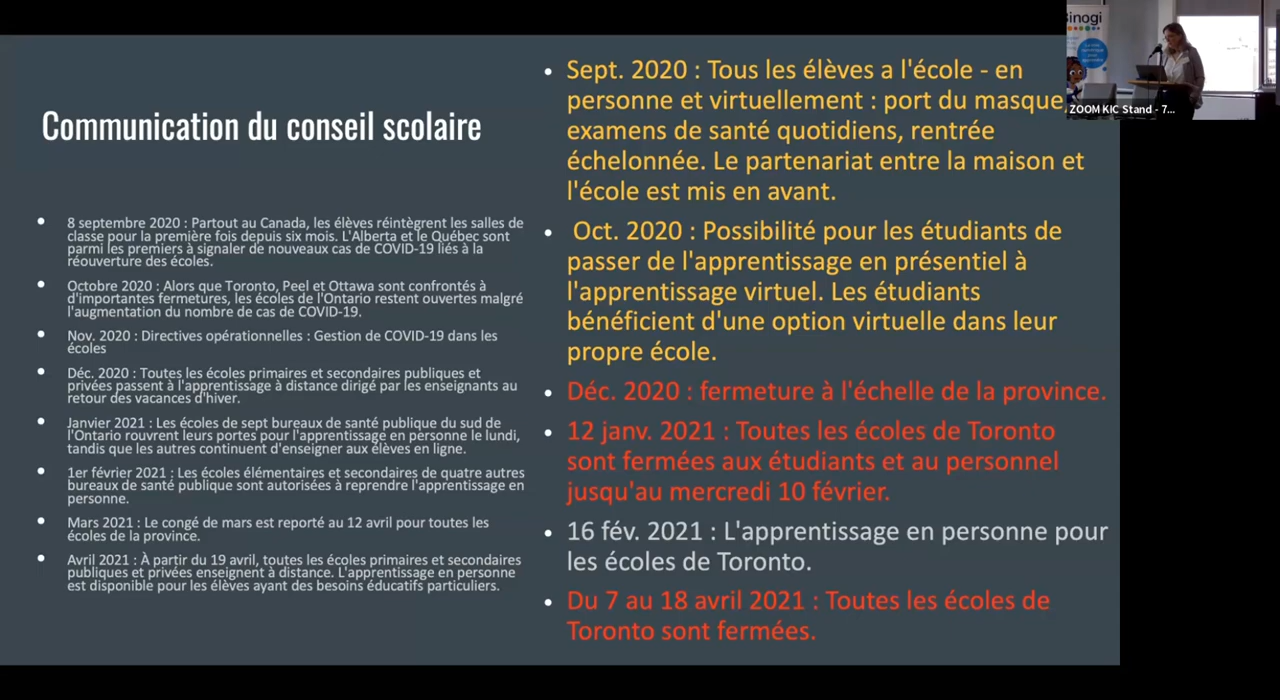 Communication du conseil scolaire
8 septembre 2020 : Partout au Canada, les élèves réintègrent les salles de
classe pour la première fois depuis six mois. L'Alberta et le Québec sont
parmi les premiers à signaler de nouveaux cas de COVID-19 liés à la
réouverture des écoles.
Octobre 2020 : Alors que Toronto, Peel et Ottawa sont confrontés à
d'importantes fermetures, les écoles de l'Ontario restent ouvertes malgré
l'augmentation du nombre de cas de COVID-19.
Nov. 2020 : Directives opérationnelles : Gestion de COVID-19 dans les
écoles
Déc. 2020 : Toutes les écoles primaires et secondaires publiques et
privées passent à l'apprentissage à distance dirigé par les enseignants au
retour des vacances d'hiver.
Janvier 2021 : Les écoles de sept bureaux de santé publique du sud de
l'Ontario rouvrent leurs portes pour l'apprentissage en personne le lundi,
tandis que les autres continuent d'enseigner aux élèves en ligne.
1er février 2021 : Les écoles élémentaires et secondaires de quatre autres
bureaux de santé publique sont autorisées à reprendre l'apprentissage en
personne.
Mars 2021 : Le congé de mars est reporté au 12 avril pour toutes les
écoles de la province.
Avril 2021 : À partir du 19 avril, toutes les écoles primaires et secondaires
publiques et privées enseignent à distance. L'apprentissage en personne
est disponible pour les élèves ayant des besoins éducatifs particuliers.
Sept. 2020 : Tous les élèves a l'école - en
personne et virtuellement : port du masque,
examens de santé quotidiens, rentrée
échelonnée. Le partenariat entre la maison et
l'école est mis en avant.
Oct. 2020 : Possibilité pour les étudiants de
passer de l'apprentissage en présentiel à
l'apprentissage virtuel. Les étudiants
bénéficient d'une option virtuelle dans leur
propre école.
Déc. 2020 : fermeture à l'échelle de la province.
12 janv. 2021 : Toutes les écoles de Toronto
sont fermées aux étudiants et au personnel
jusqu'au mercredi 10 février.
16 fév. 2021 : L'apprentissage en personne pour
les écoles de Toronto.
Du 7 au 18 avril 2021 : Toutes les écoles de
Toronto sont fermées.
Binogi
ZOOM KIC Stand - 7...